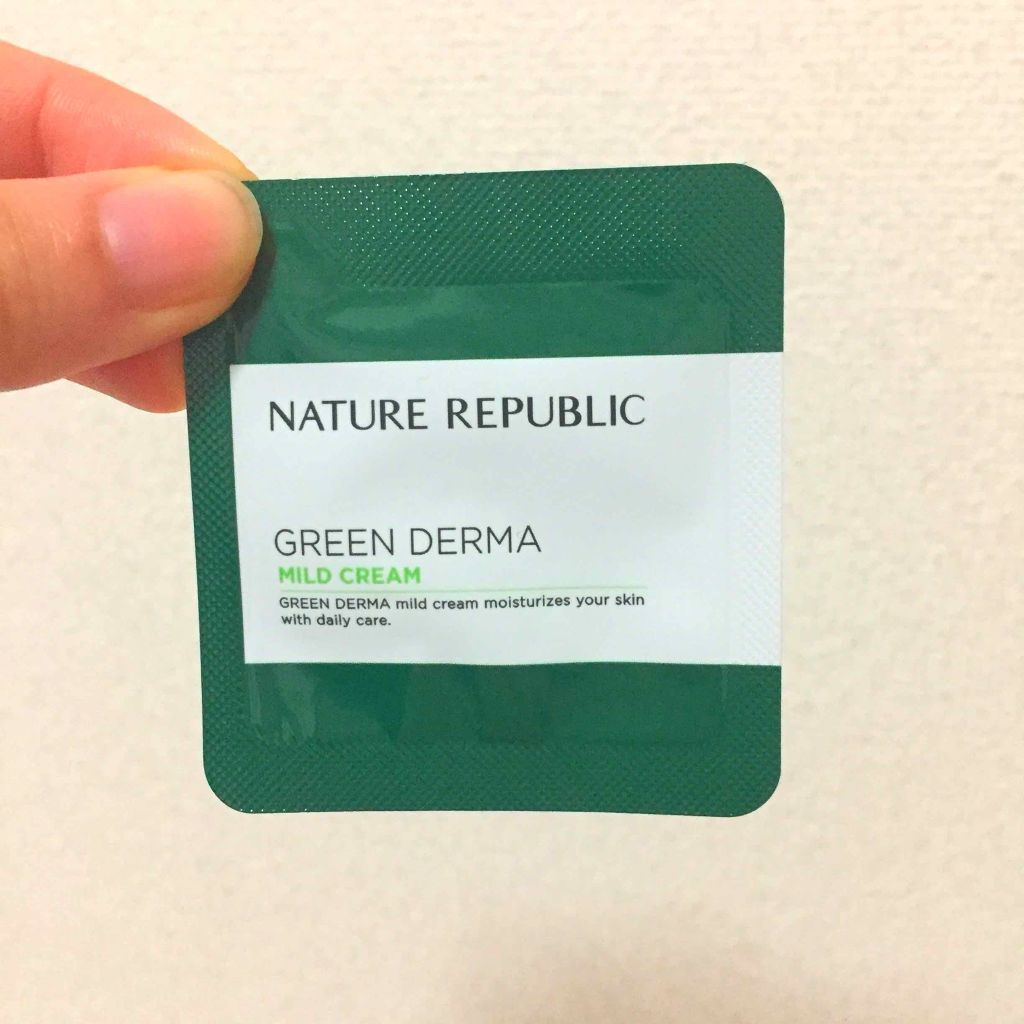 NATURE REPUBLIC
GREEN DERMA
MILD CREAM
GREEN DERMA mild cream moisturizes your skin
with daily care.